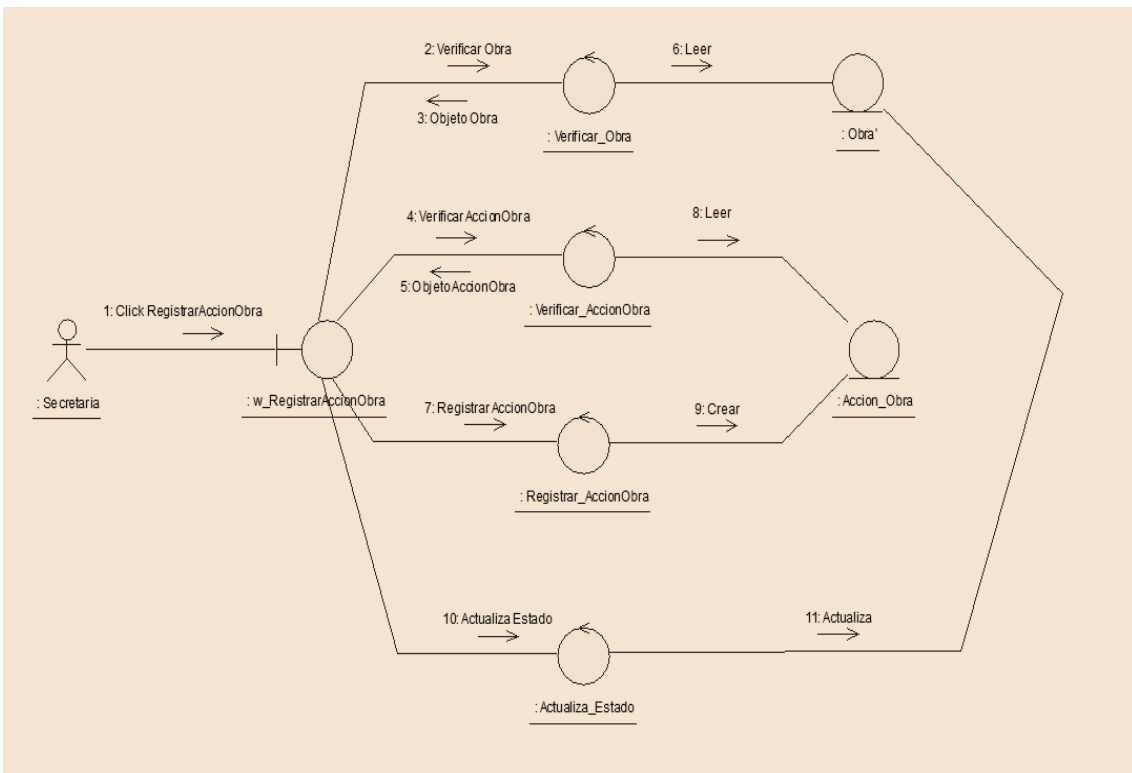 2: Verificar Obra
6: Leer
3: Objeto Obra
: Verificar_Obra
: Obra'
4: VerificarAccionObra
8: Leer
5: ObjetoAccionObra
: Verificar_AccionObra
1: Click RegistrarAccionObra
: Secretaria
: w_RegistrarAccionObra
: Accion_Obra
7: RegistrarAccionObra
9: Crear
: Registrar_AccionObra
10: Actualiza Estado
11: Actualiza
: Actualiza_Estado